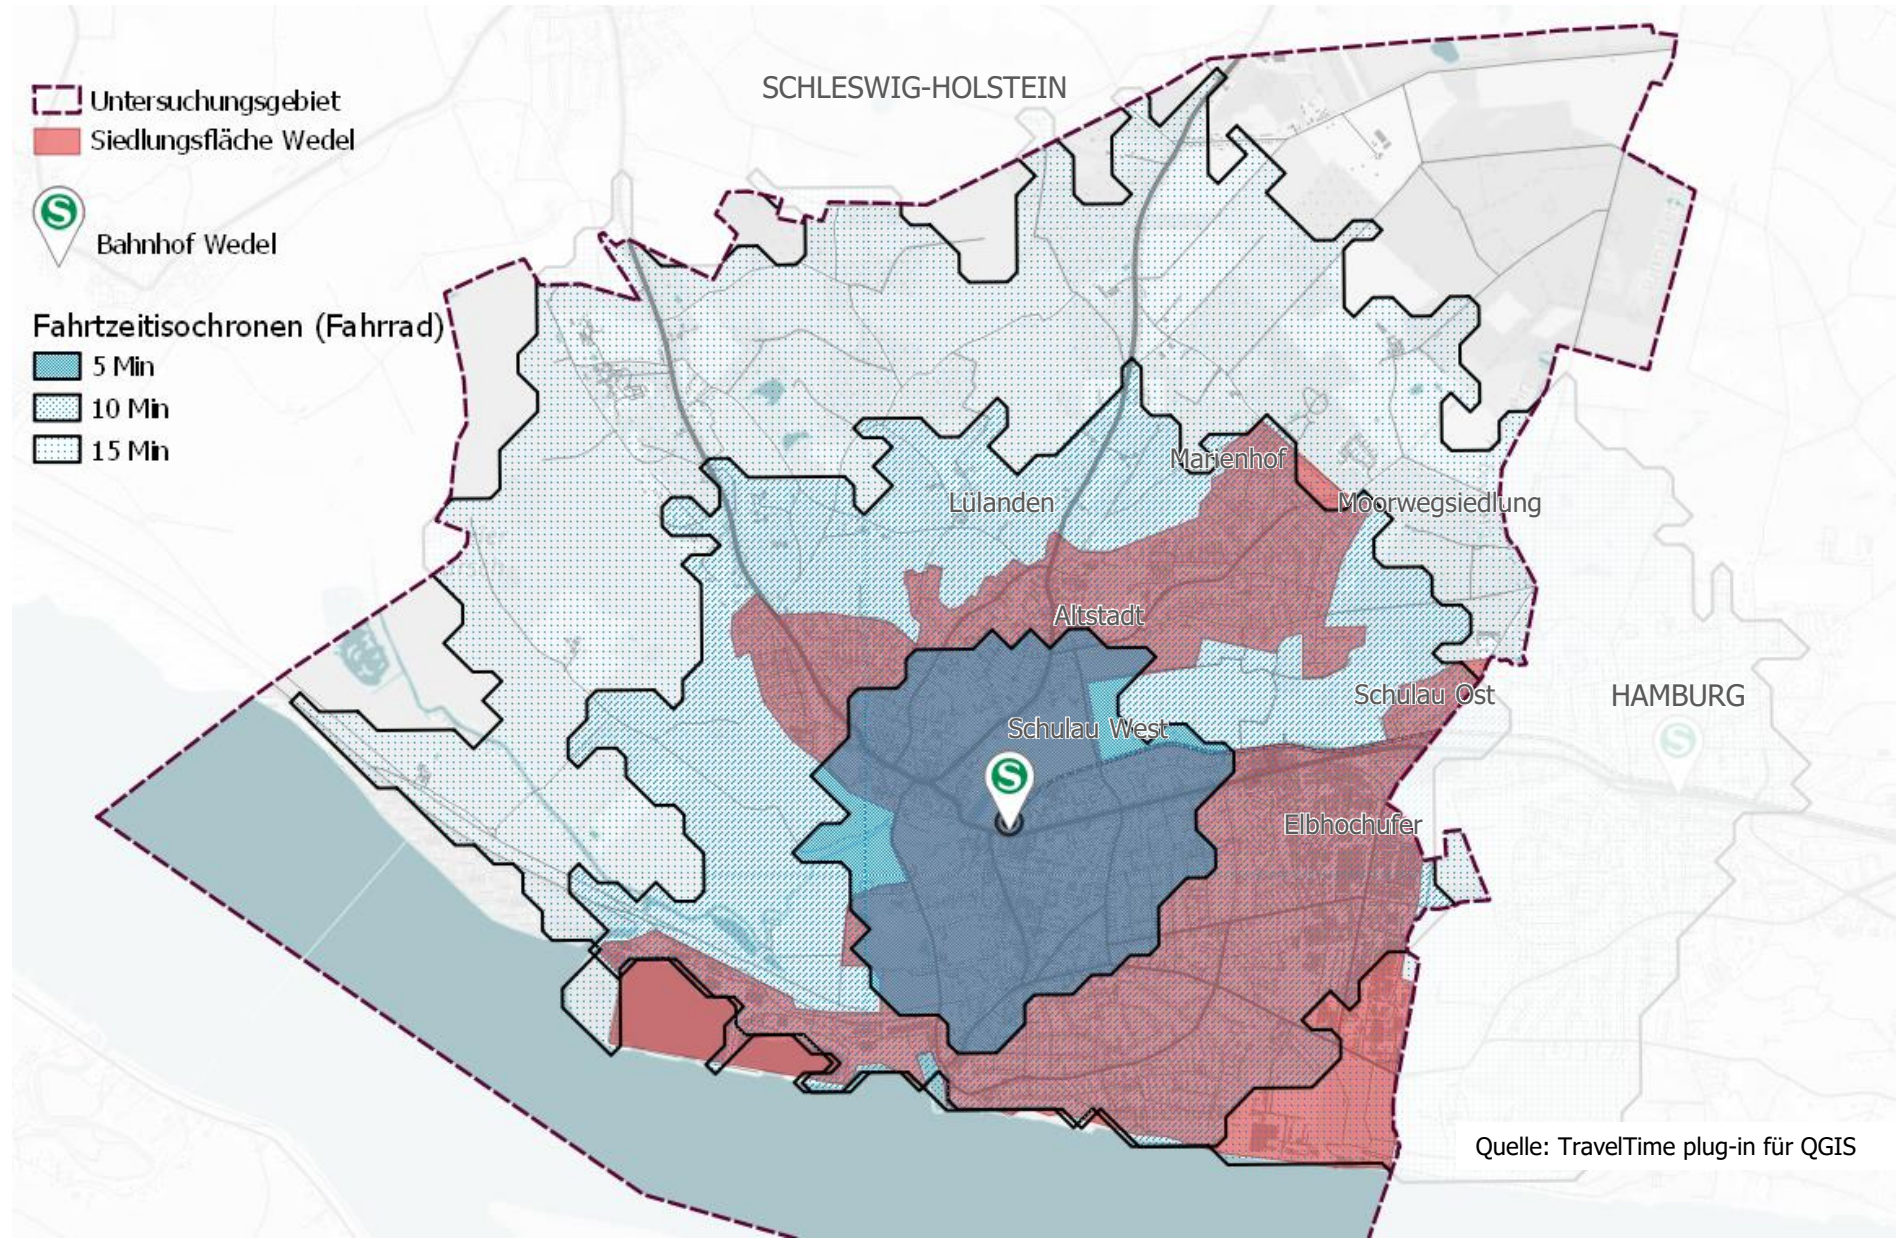 SCHLESWIG-HOLSTEIN
Untersuchungsgebiet
Siedlungsfläche Wedel
S
Bahnhof Wedel
Fahrtzeitisochronen (Fahrrad)
5 Min
10 Min
15 Min
Marienhof
Lülanden
Moorwegsiedlung
Altstadt
Schulau Ost
HAMBURG
Schulau West
S
S
Elbhochufer
Quelle: TravelTime plug-in für QGIS